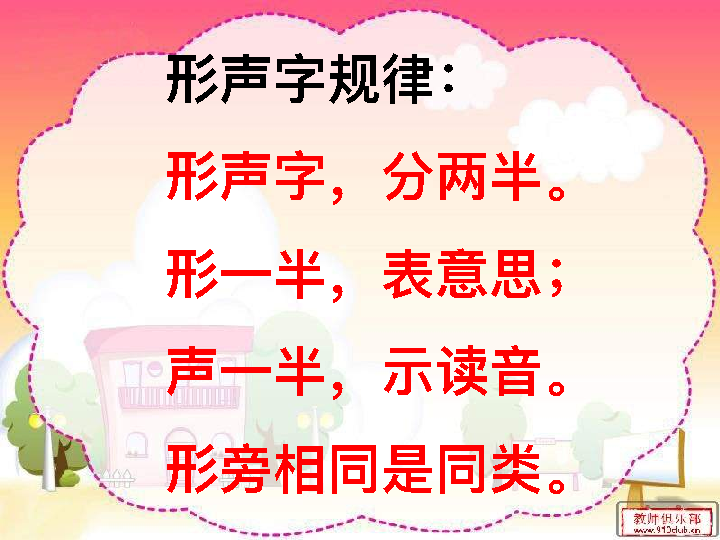 形声字规律：
形声字，分两半。
形一半，表意思；
声一半，示读音。
形旁相同是同类。
教师俱乐部
www.910club.cn